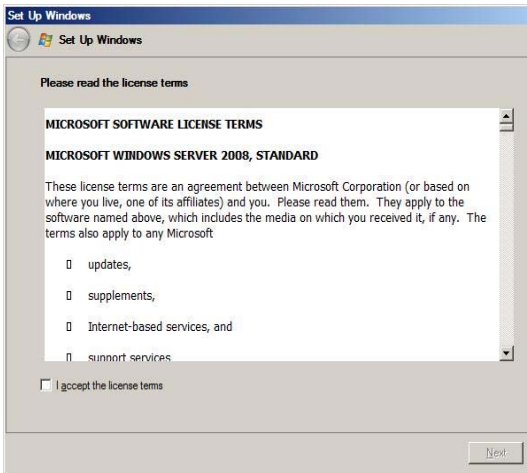 Set Up Windows
Set Up Windows
Please read the license terms
MICROSOFT SOFTWARE LICENSE TERMS
MICROSOFT WINDOWS SERVER 2008, STANDARD
These license terms are an agreement between Microsoft Corporation (or based on
where you live, one of its affiliates) and you.  Please read them.  They apply to the
software named above, which includes the media on which you received it, if any.  The
terms also apply to any Microsoft
▯ updates,
▯ supplements,
▯ Internet-based services, and
▯ support services
I accept the license terms
Next